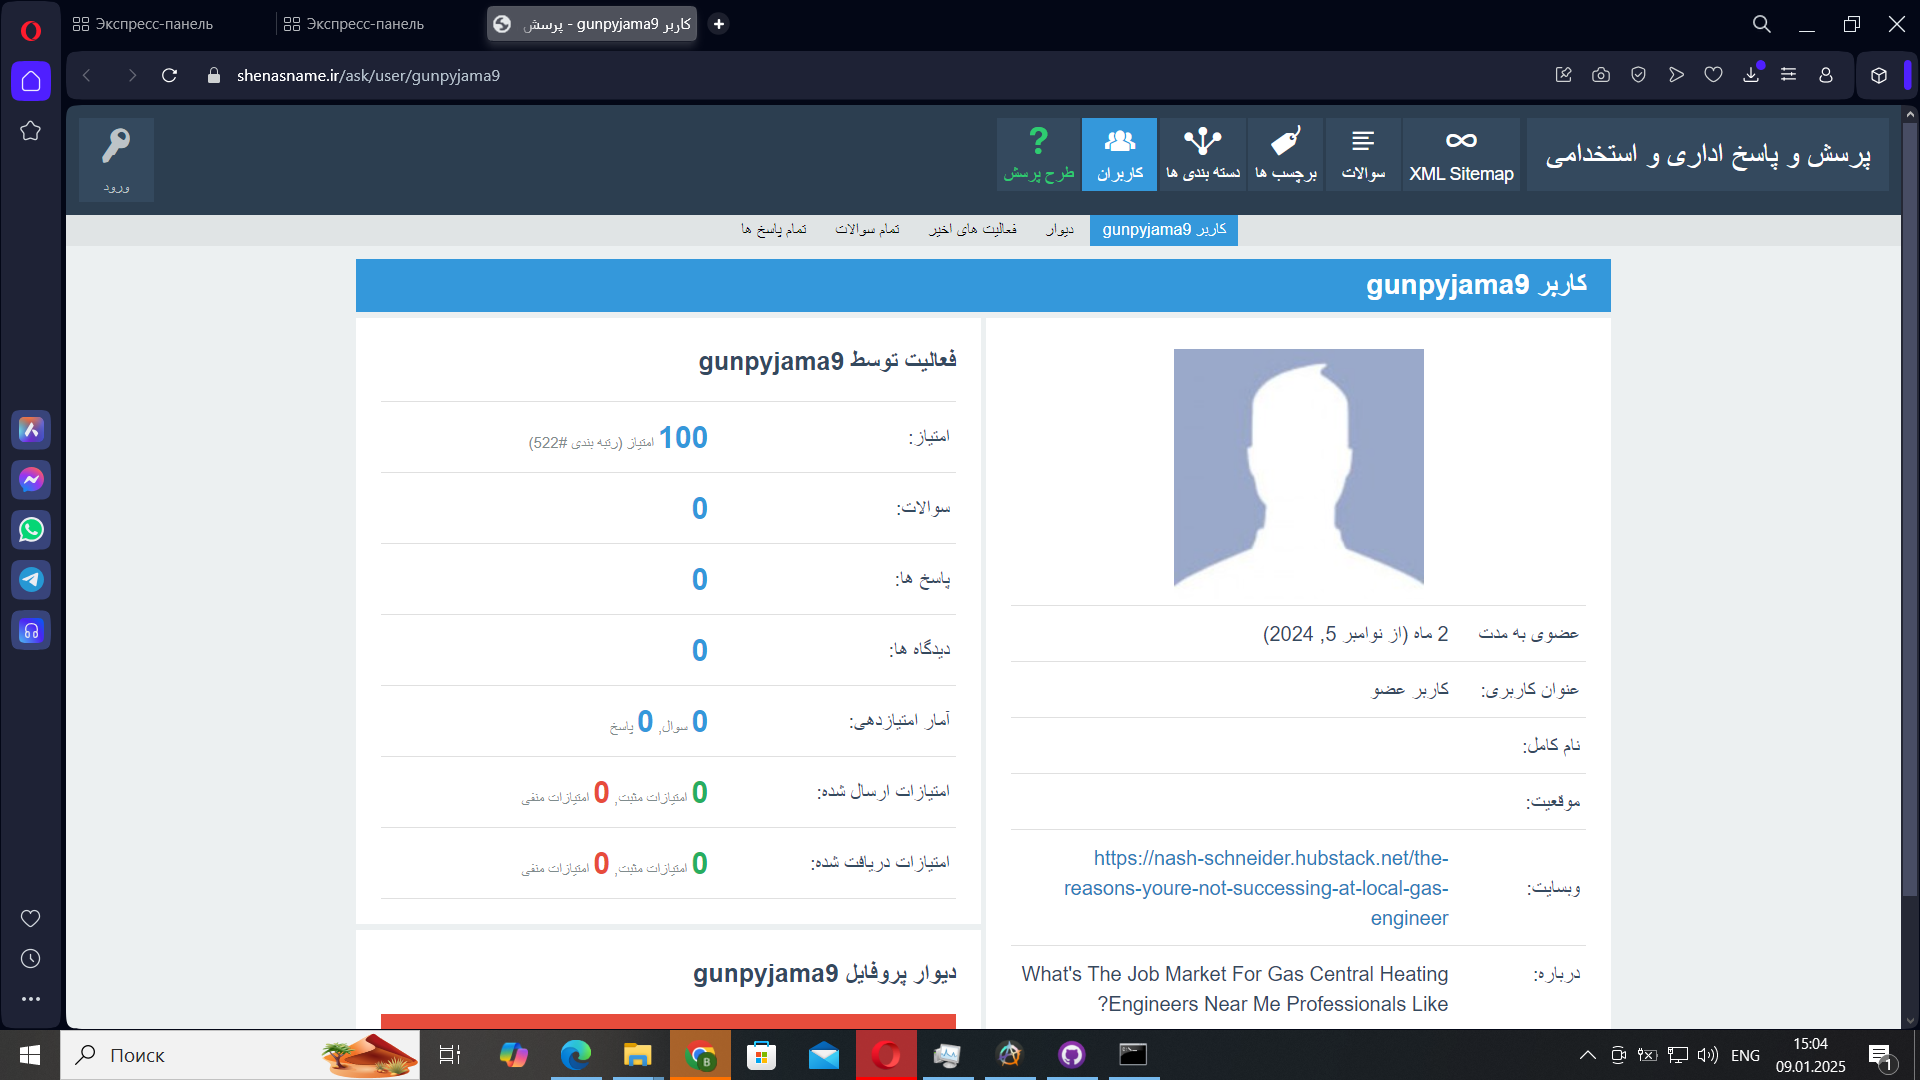 Экспресс-панель
Экспресс-панель
کاربر gunpyjama9 - پرسش
shenasname.ir/ask/user/gunpyjama9
پرسش و پاسخ اداری و استخدامی
XML Sitemap
سوالات
برچسب ها
دسته بندی ها
کاربران
طرح پرسش
ورود
کاربر gunpyjama9
دیوار
فعالیت های اخیر
تمام سوالات
تمام پاسخ ها
کاربر gunpyjama9
عضوی به مدت
2 ماه (از نوامبر 5, 2024)
عنوان کاربری:
کاربر عضو
نام کامل:
موقعیت:
وبسایت:
https://nash-schneider.hubstack.net/the-
reasons-youre-not-successing-at-local-gas-
engineer
درباره:
What's The Job Market For Gas Central Heating
?Engineers Near Me Professionals Like
فعالیت توسط gunpyjama9
امتیاز:
100 امتیاز (رتبه بندی #522)
سوالات:
0
پاسخ ها:
0
دیدگاه ها:
0
آمار امتیازدهی:
0 سوال, 0 پاسخ
امتیازات ارسال شده:
0 امتیازات مثبت, 0 امتیازات منفی
امتیازات دریافت شده:
0 امتیازات مثبت, 0 امتیازات منفی
دیوار پروفایل gunpyjama9
Поиск
ENG
15:04
09.01.2025
1